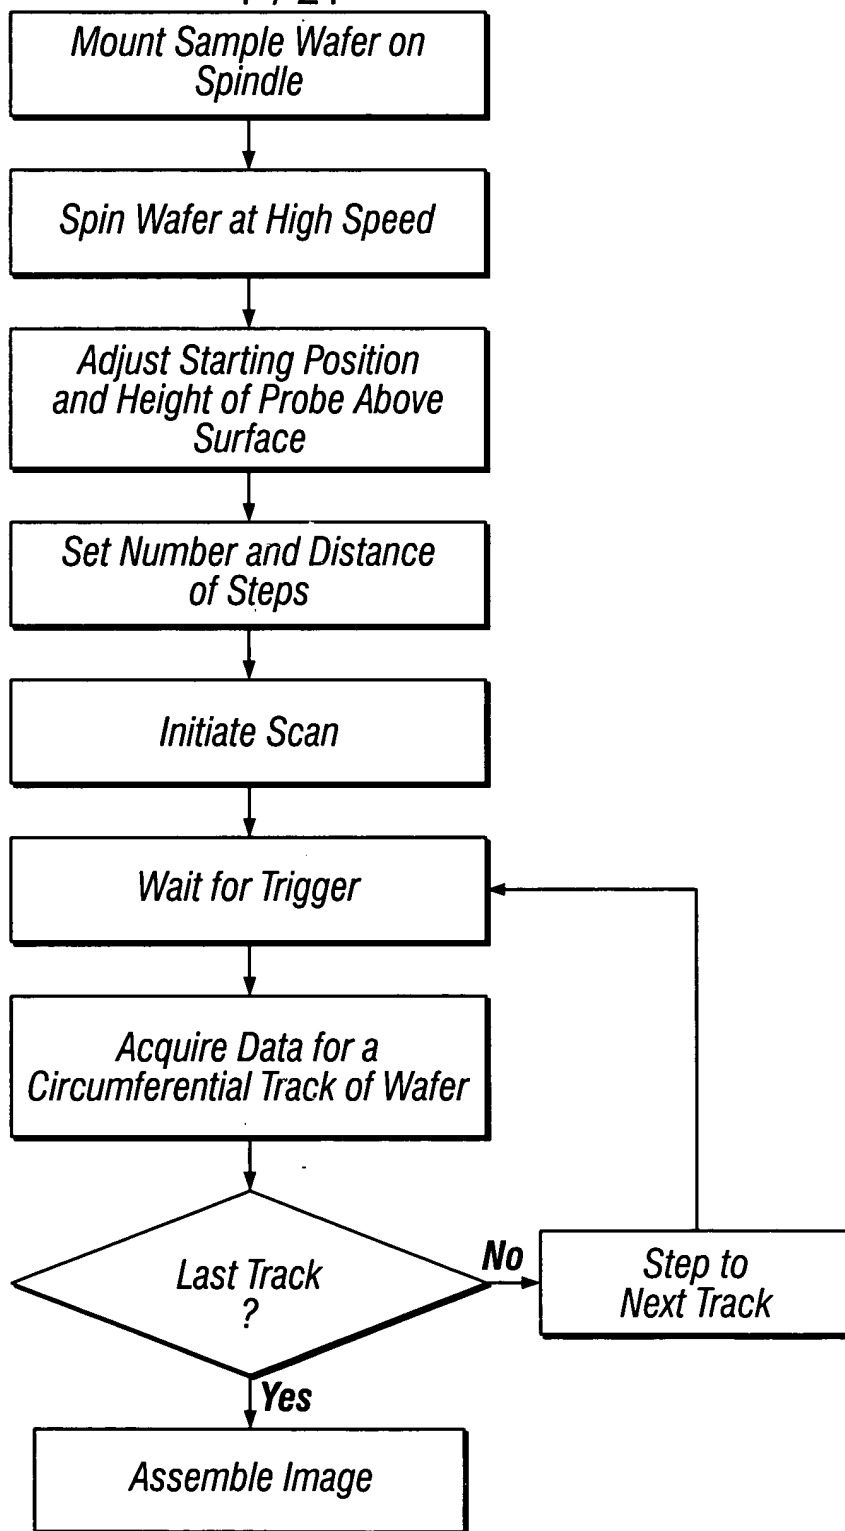 Mount Sample Wafer on
Spindle
Spin Wafer at High Speed
Adjust Starting Position
and Height of Probe Above
Surface
Set Number and Distance
of Steps
Initiate Scan
Wait for Trigger
Acquire Data for a
Circumferential Track of Wafer
Last Track
?
No
Step to
Next Track
Yes
Assemble Image